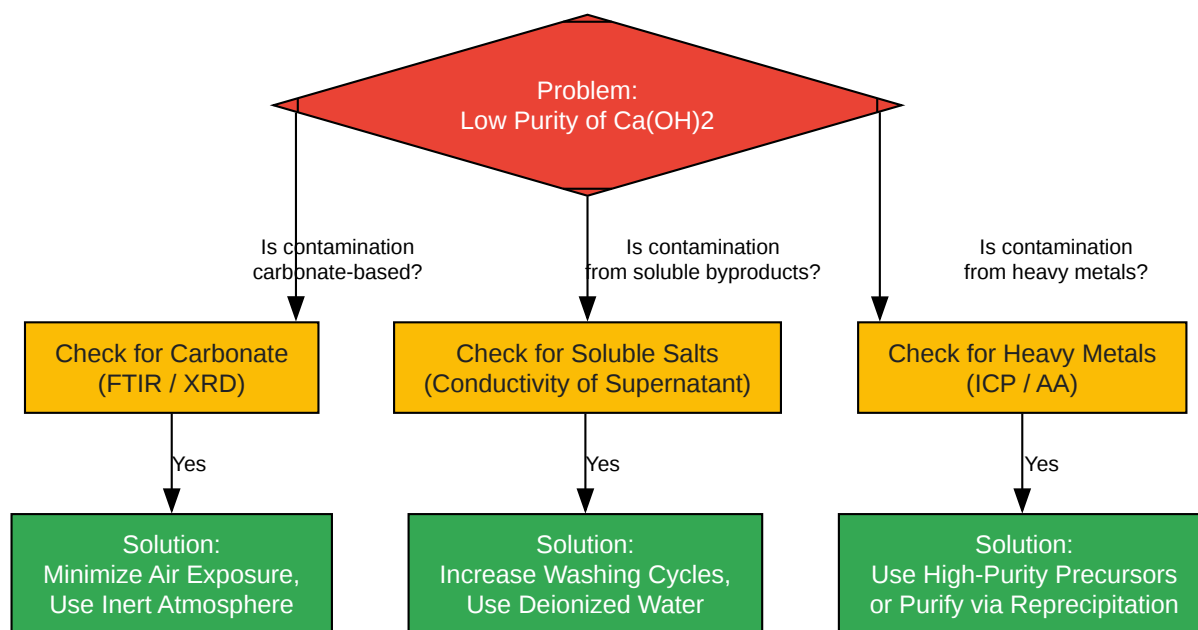 Problem:
Low Purity of Ca(OH)2
Is contamination
carbonate-based?
Is contamination
from soluble byproducts?
Is contamination
from heavy metals?
Check for Carbonate
(FTIR / XRD)
Check for Soluble Salts
(Conductivity of Supernatant)
Check for Heavy Metals
(ICP / AA)
Yes
Yes
Yes
Solution:
Minimize Air Exposure,
Use Inert Atmosphere
Solution:
Increase Washing Cycles,
Use Deionized Water
Solution:
Use High-Purity Precursors
or Purify via Reprecipitation